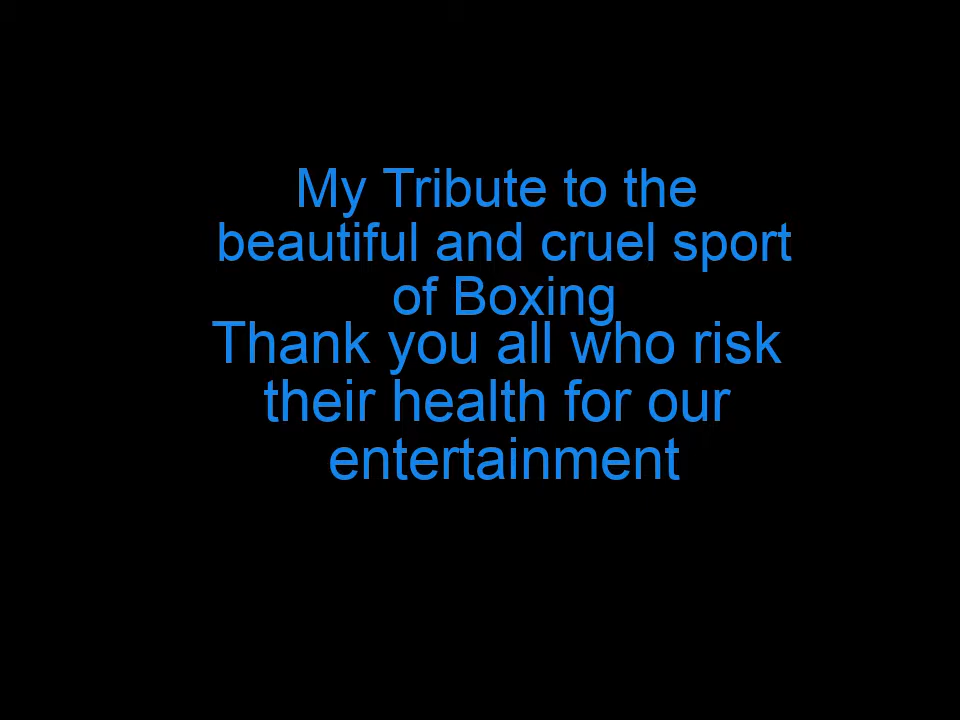 My Tribute to the
beautiful and cruel sport
of Boxing
Thank you all who risk
their health for our
entertainment